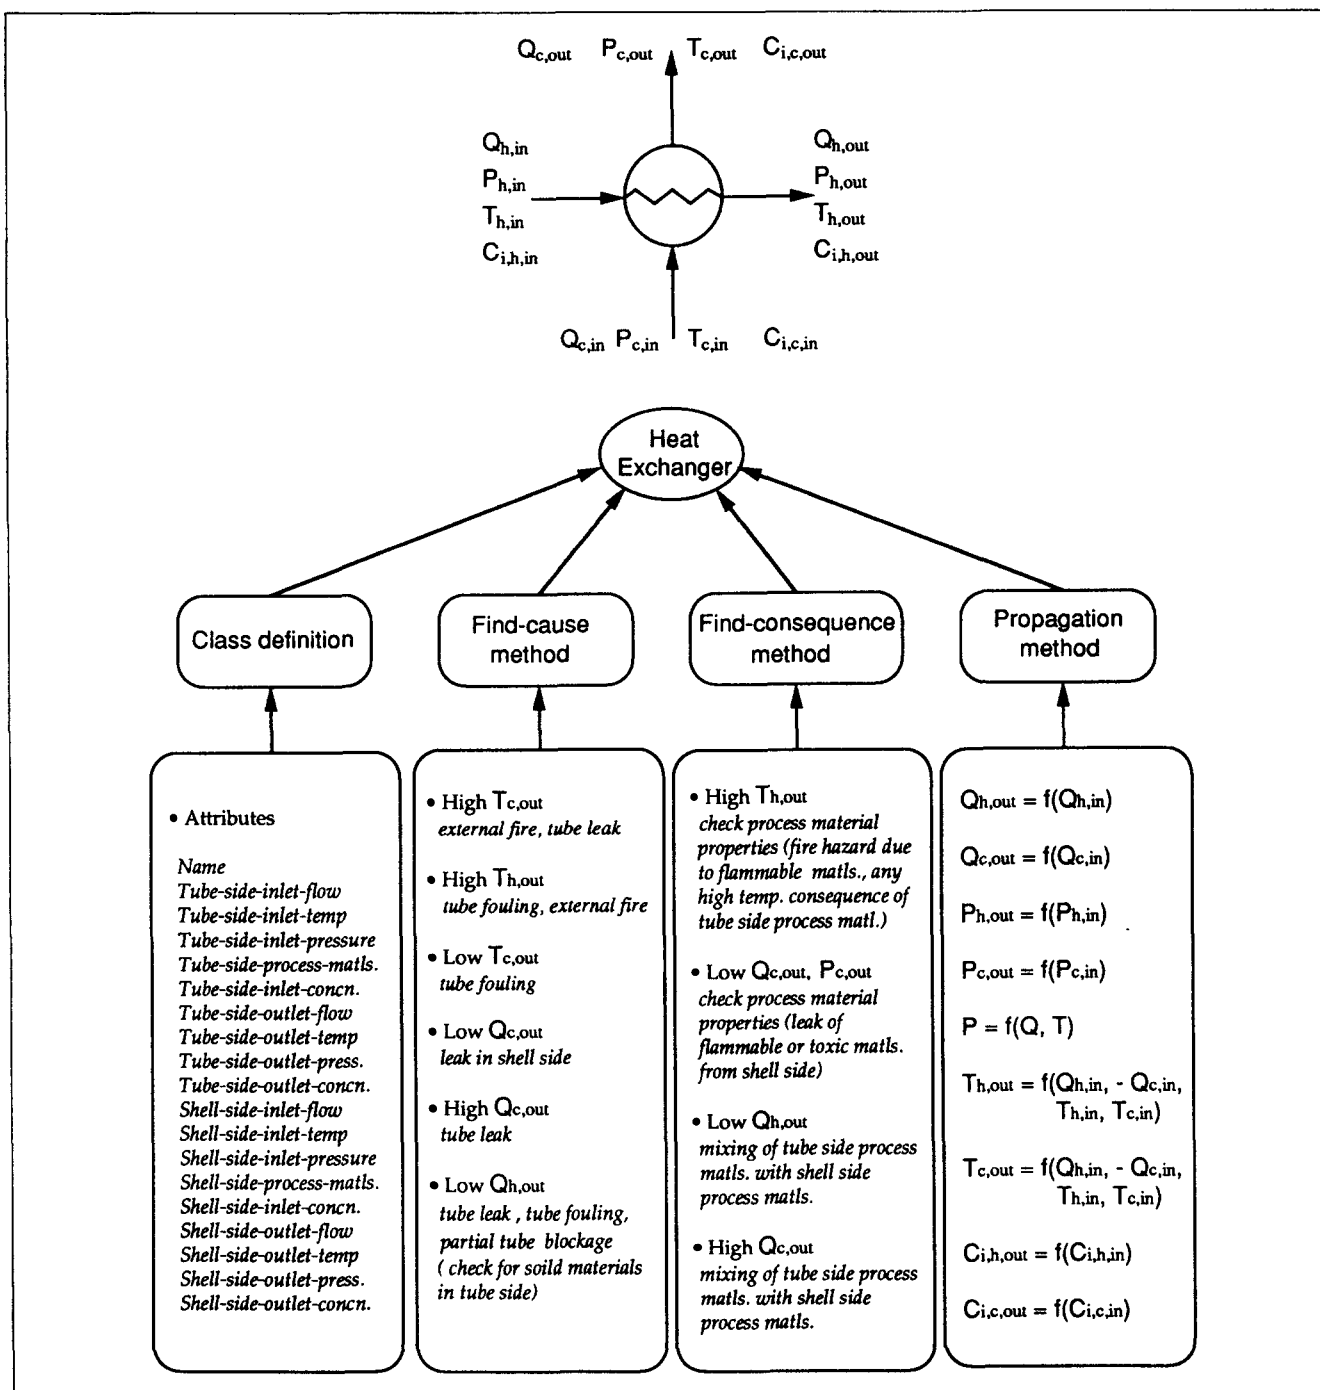 Qc,out Pc,out Tc,out Ci,c,out
Qh,in
Ph,in
Th,in
Ci,h,in
Qh,out
Ph,out
Th,out
Ci,h,out
Qc,in Pc,in Tc,in Ci,c,in
Heat
Exchanger
Class definition
Find-cause
method
Find-consequence
method
Propagation
method
• Attributes
Name
Tube-side-inlet-flow
Tube-side-inlet-temp
Tube-side-inlet-pressure
Tube-side-process-matls.
Tube-side-inlet-concn.
Tube-side-outlet-flow
Tube-side-outlet-temp
Tube-side-outlet-press.
Tube-side-outlet-concn.
Shell-side-inlet-flow
Shell-side-inlet-temp
Shell-side-inlet-pressure
Shell-side-process-matls.
Shell-side-inlet-concn.
Shell-side-outlet-flow
Shell-side-outlet-temp
Shell-side-outlet-press.
Shell-side-outlet-concn.
• High Tc,out
external fire, tube leak
• High Th,out
tube fouling, external fire
• Low Tc,out
tube fouling
• Low Qc,out
leak in shell side
• High Qc,out
tube leak
• Low Qh,out
tube leak , tube fouling,
partial tube blockage
( check for soild materials
in tube side)
• High Th,out
check process material
properties (fire hazard due
to flammable matls., any
high temp. consequence of
tube side process matl.)
• Low Qc,out, Pc,out
check process material
properties (leak of
flammable or toxic matls.
from shell side)
• Low Qh,out
mixing of tube side process
matls. with shell side
process matls.
• High Qc,out
mixing of tube side process
matls. with shell side
process matls.
Qh,out = f(Qh,in)
Qc,out = f(Qc,in)
Ph,out = f(Ph,in)
Pc,out = f(Pc,in)
P = f(Q, T)
Th,out = f(Qh,in, - Qc,in,
Th,in, Tc,in)
Tc,out = f(Qh,in, - Qc,in,
Th,in, Tc,in)
Ci,h,out = f(Ci,h,in)
Ci,c,out = f(Ci,c,in)